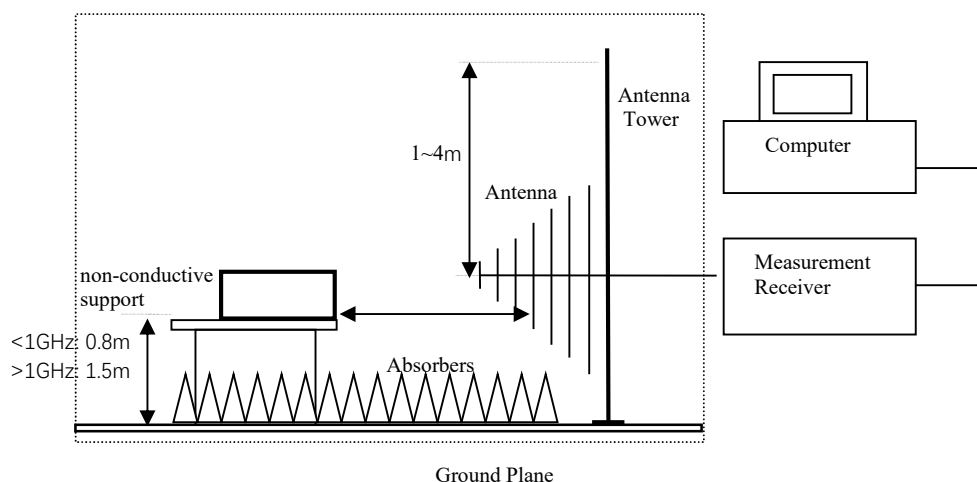 Antenna
Tower
Computer
1~4m
Antenna
Measurement
Receiver
non-conductive
support
<1GHz: 0.8m
>1GHz: 1.5m
Absorbers
Ground Plane